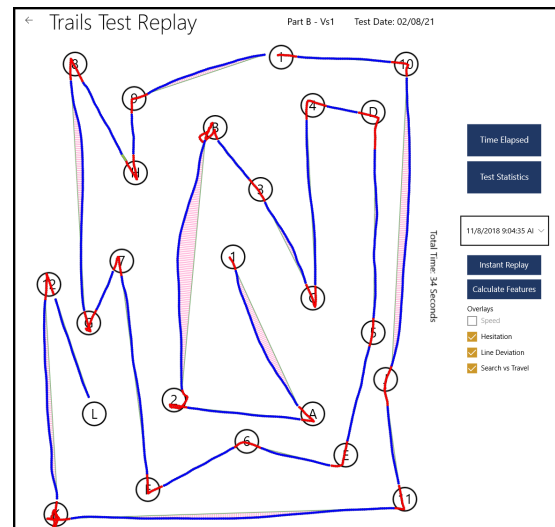 ← Trails Test Replay
Part B - Vs1 Test Date: 02/08/21
8
9
1
10
H
B
4
D
3
1
7
12
G
5
L
2
A
6
E
F
11
Total Time: 34 Seconds
Time Elapsed
Test Statistics
11/8/2018 9:04:35 Al
Instant Replay
Calculate Features
Overlays
Speed
Hesitation
Line Deviation
Search vs Travel